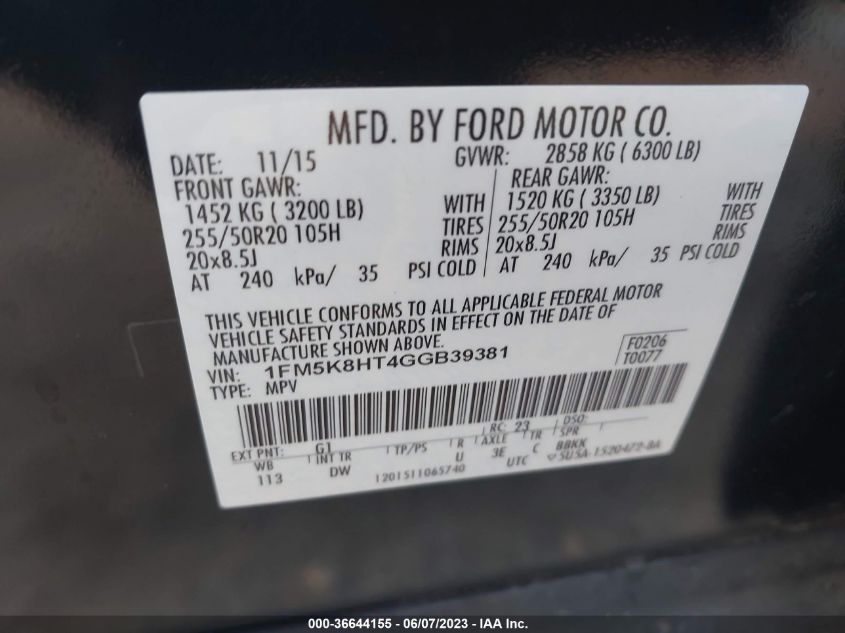 MFD. BY FORD MOTOR CO.
DATE: 11/15 GVWR: 2858 KG ( 6300 LB)
FRONT GAWR: REAR GAWR:
1452 KG ( 3200 LB) WITH 1520 KG ( 3350 LB) WITH
255/50R20 105H TIRES 255/50R20 105H TIRES
20x8.5J RIMS 20x8.5J RIMS
AT 240 kPa/ 35 PSI COLD AT 240 kPa/ 35 PSI COLD
THIS VEHICLE CONFORMS TO ALL APPLICABLE FEDERAL MOTOR
VEHICLE SAFETY STANDARDS IN EFFECT ON THE DATE OF
MANUFACTURE SHOWN ABOVE.
VIN: 1FM5K8HT4GGB39381 F0206
TYPE: MPV T0077
EXT PNT: G1 RC: 23 DSO:
WB INT TR TP/PS R AXLE TR SPR
113 DW U 3E C BBKK
1201511065740 UTC 5U5A-1520472-BA
000-36644155 - 06/07/2023 - IAA Inc.